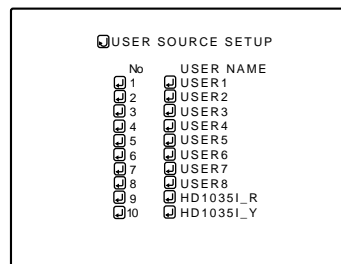 USER SOURCE SETUP
No USER NAME
1 USER1
2 USER2
3 USER3
4 USER4
5 USER5
6 USER6
7 USER7
8 USER8
9 HD1035I_R
10 HD1035I_Y